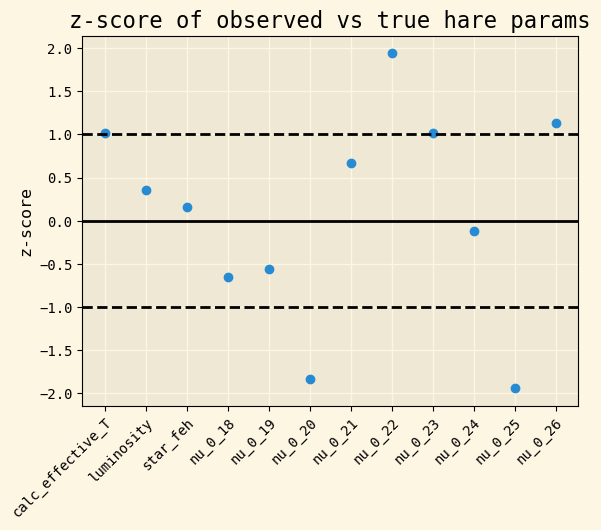 z-score of observed vs true hare params
z-score
2.0
1.5
1.0
0.5
0.0
−0.5
−1.0
−1.5
−2.0
calc_effective_T
luminosity
star_feh
nu_0_18
nu_0_19
nu_0_20
nu_0_21
nu_0_22
nu_0_23
nu_0_24
nu_0_25
nu_0_26